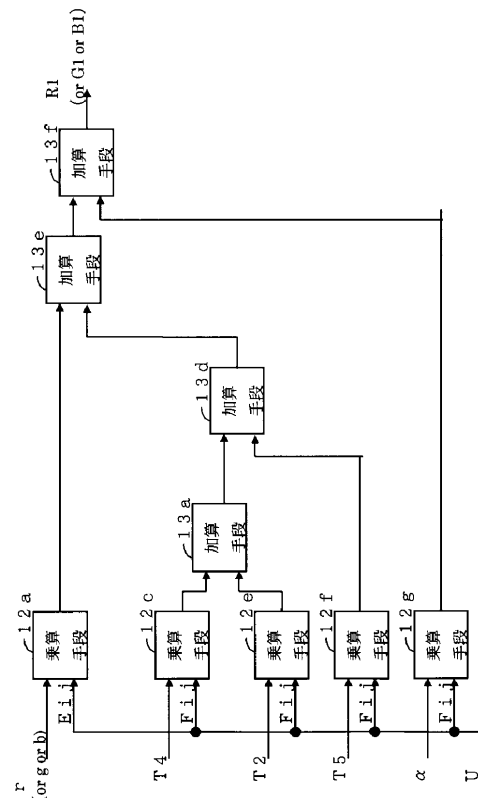 r
(or g or b)
Eij
12a
乗算
手段
T4
Fij
12c
乗算
手段
T2
Fij
12e
乗算
手段
T5
Fij
12f
乗算
手段
α
Fij
12g
乗算
手段
U
13a
加算
手段
13d
加算
手段
13e
加算
手段
13f
加算
手段
R1
(or G1 or B1)